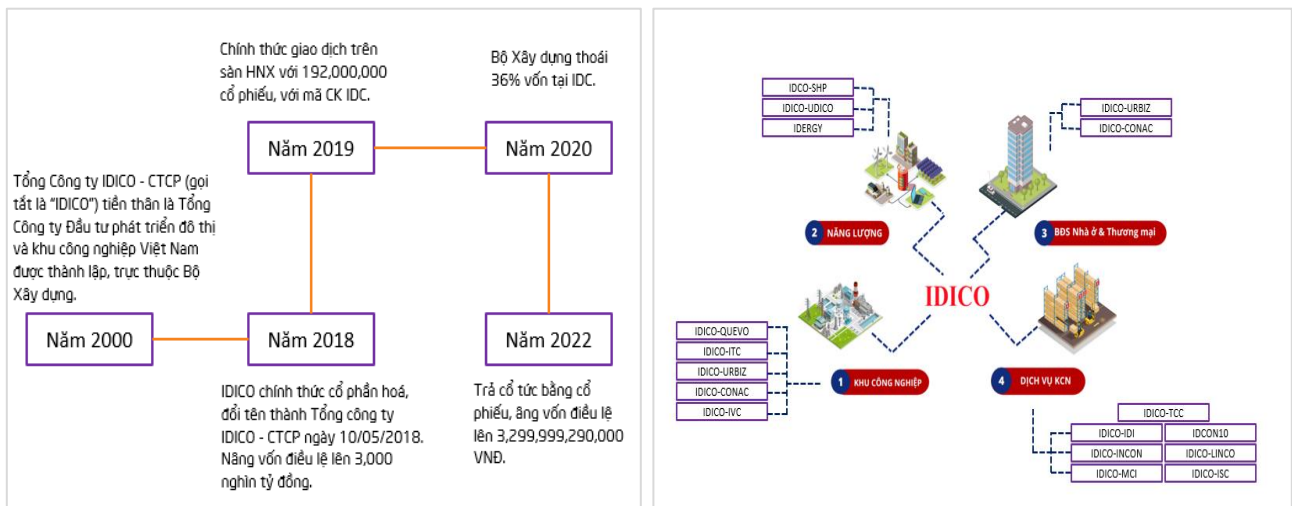 Chính thức giao dịch trên
sàn HNX với 192,000,000
cổ phiếu, với mã CK IDC.
Bộ Xây dựng thoái
36% vốn tại IDC.
Năm 2019
Năm 2020
Tổng Công ty IDICO - CTCP (gọi
tắt là “IDICO”) tiền thân là Tổng
Công ty Đầu tư phát triển đô thị
và khu công nghiệp Việt Nam
được thành lập, trực thuộc Bộ
Xây dựng.
Năm 2000
Năm 2018
Năm 2022
IDICO chính thức cổ phần hoá,
đổi tên thành Tổng công ty
IDICO - CTCP ngày 10/05/2018.
Nâng vốn điều lệ lên 3,000
nghìn tỷ đồng.
Trả cổ tức bằng cổ
phiếu, âng vốn điều lệ
lên 3,299,999,290,000
VNĐ.
IDCO-SHP
IDICO-UDICO
IDERGY
IDICO-URBIZ
IDICO-CONAC
2 NĂNG LƯỢNG
3 BĐS Nhà ở & Thương mại
IDICO
IDICO-QUEVO
IDICO-ITC
IDICO-URBIZ
IDICO-CONAC
IDICO-IVC
1 KHU CÔNG NGHIỆP
4 DỊCH VỤ KCN
IDICO-TCC
IDICO-IDI
IDCON10
IDICO-INCON
IDICO-LINCO
IDICO-MCI
IDICO-ISC